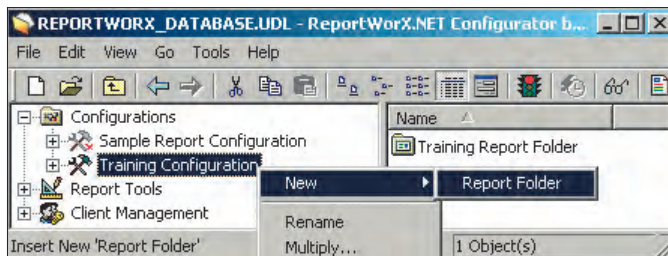 REPORTWORX_DATABASE.UDL - ReportWorX.NET Configurator b...
File Edit View Go Tools Help
Configurations
Sample Report Configuration
Training Configuration
Report Tools
Client Management
Name
Training Report Folder
New
Report Folder
Rename
Multiply...
Insert New 'Report Folder'
1 Object(s)